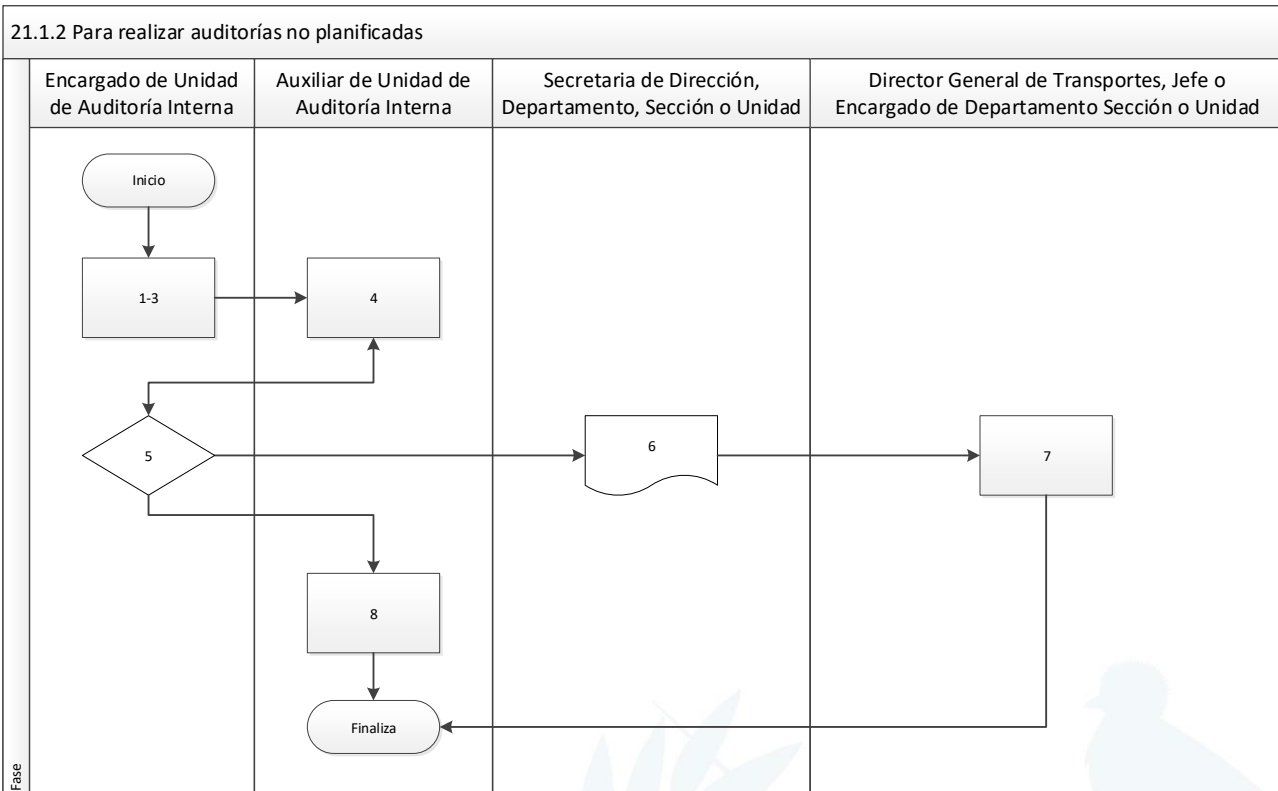 21.1.2 Para realizar auditorías no planificadas
Encargado de Unidad
de Auditoría Interna
Auxiliar de Unidad de
Auditoría Interna
Secretaria de Dirección,
Departamento, Sección o Unidad
Director General de Transportes, Jefe o
Encargado de Departamento Sección o Unidad
Inicio
1-3
4
5
6
7
8
Finaliza
Fase